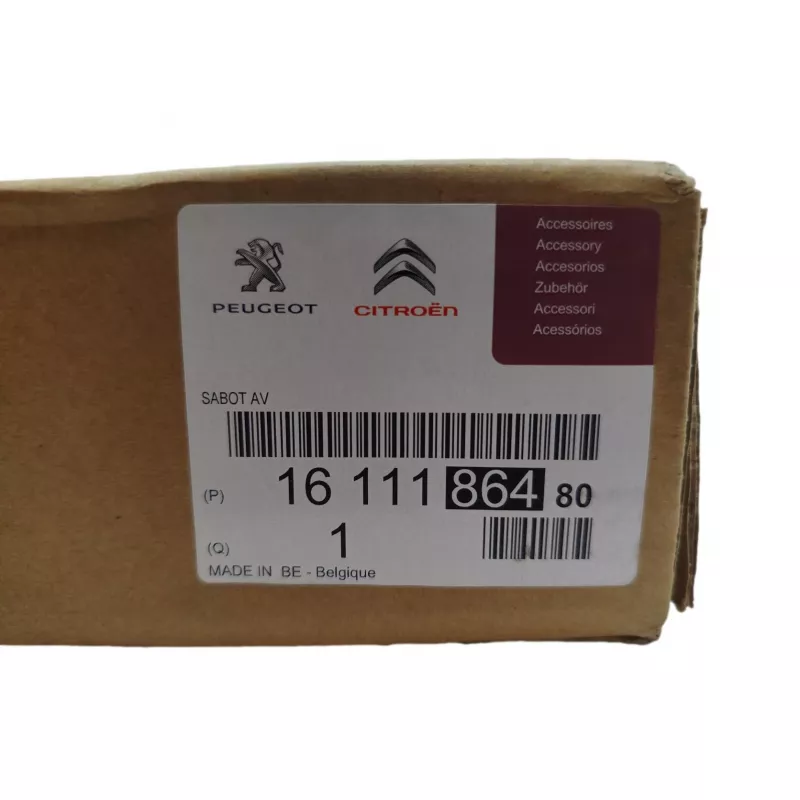 PEUGEOT
CITROËN
Accessoires
Accessory
Accesorios
Zubehör
Accessori
Acessórios
SABOT AV
(P) 16 111 864 80
(Q) 1
MADE IN BE - Belgique